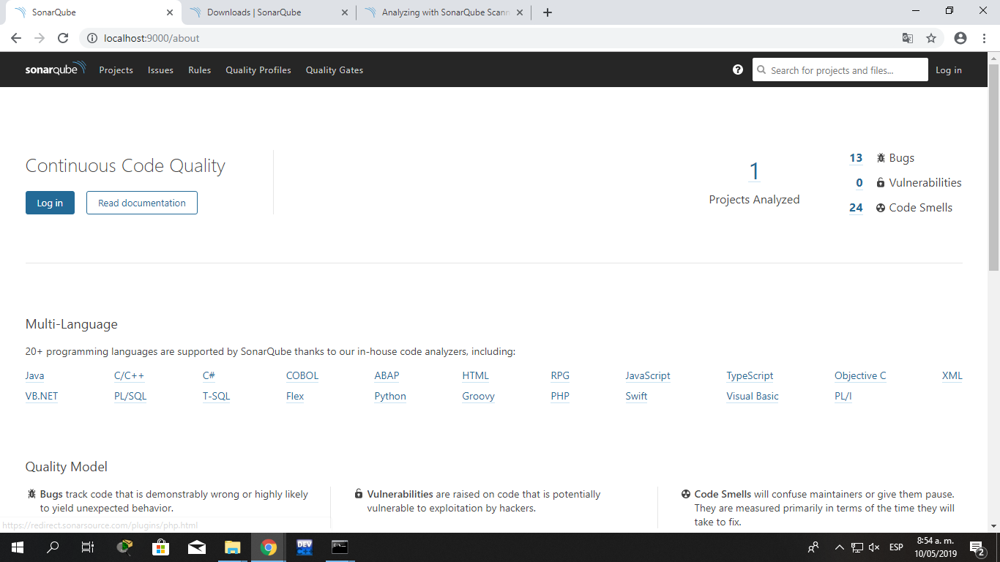 SonarQube
Downloads | SonarQube
Analyzing with SonarQube Scann
localhost:9000/about
sonarqube Projects Issues Rules Quality Profiles Quality Gates
?
Search for projects and files...
Log in
Continuous Code Quality
Log in
Read documentation
1
Projects Analyzed
13 Bugs
0 Vulnerabilities
24 Code Smells
Multi-Language
20+ programming languages are supported by SonarQube thanks to our in-house code analyzers, including:
Java C/C++ C# COBOL ABAP HTML RPG JavaScript TypeScript Objective C XML
VB.NET PL/SQL T-SQL Flex Python Groovy PHP Swift Visual Basic PL/I
Quality Model
Bugs track code that is demonstrably wrong or highly likely
to yield unexpected behavior.
Vulnerabilities are raised on code that is potentially
vulnerable to exploitation by hackers.
Code Smells will confuse maintainers or give them pause.
They are measured primarily in terms of the time they will
take to fix.
https://redirect.sonarsource.com/plugins/php.html
DEV
C:\
ESP
8:54 a. m.
10/05/2019
2